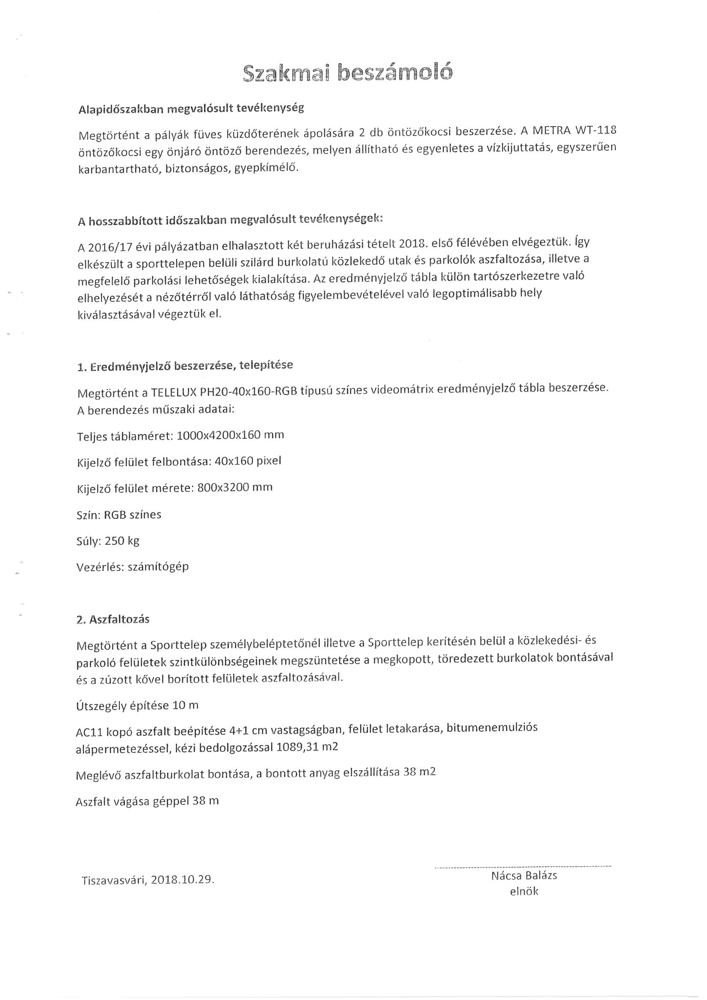 Szakmai beszámoló
Alapidőszakban megvalósult tevékenység
Megtörtént a pályák füves küzdőterének ápolására 2 db öntözőkocsi beszerzése. A METRA WT-118
öntözőkocsi egy önjáró öntöző berendezés, melyen állítható és egyenletes a vízkijuttatás, egyszerűen
karbantartható, biztonságos, gyepkímélő.
A hosszabbított időszakban megvalósult tevékenységek:
A 2016/17 évi pályázatban elhalasztott két beruházási tételt 2018. első félévében elvégeztük. Így
elkészült a sporttelepen belüli szilárd burkolatú közlekedő utak és parkolók aszfaltozása, illetve a
megfelelő parkolási lehetőségek kialakítása. Az eredményjelző tábla külön tartószerkezetre való
elhelyezését a nézőtérről való láthatóság figyelembevételével való legoptimálisabb hely
kiválasztásával végeztük el.
1. Eredményjelző beszerzése, telepítése
Megtörtént a TELELUX PH20-40x160-RGB típusú színes videomátrix eredményjelző tábla beszerzése.
A berendezés műszaki adatai:
Teljes táblaméret: 1000x4200x160 mm
Kijelző felület felbontása: 40x160 pixel
Kijelző felület mérete: 800x3200 mm
Szín: RGB színes
Súly: 250 kg
Vezérlés: számítógép
2. Aszfaltozás
Megtörtént a Sporttelep személybeléptetőnél illetve a Sporttelep kerítésén belül a közlekedési- és
parkoló felületek szintkülönbségeinek megszüntetése a megkopott, töredezett burkolatok bontásával
és a zúzott kővel borított felületek aszfaltozásával.
Útszegély építése 10 m
AC11 kopó aszfalt beépítése 4+1 cm vastagságban, felület letakarása, bitumenemulziós
alápermetezéssel, kézi bedolgozással 1089,31 m2
Meglévő aszfaltburkolat bontása, a bontott anyag elszállítása 38 m2
Aszfalt vágása géppel 38 m
Tiszavasvári, 2018.10.29.
Nácsa Balázs
elnök